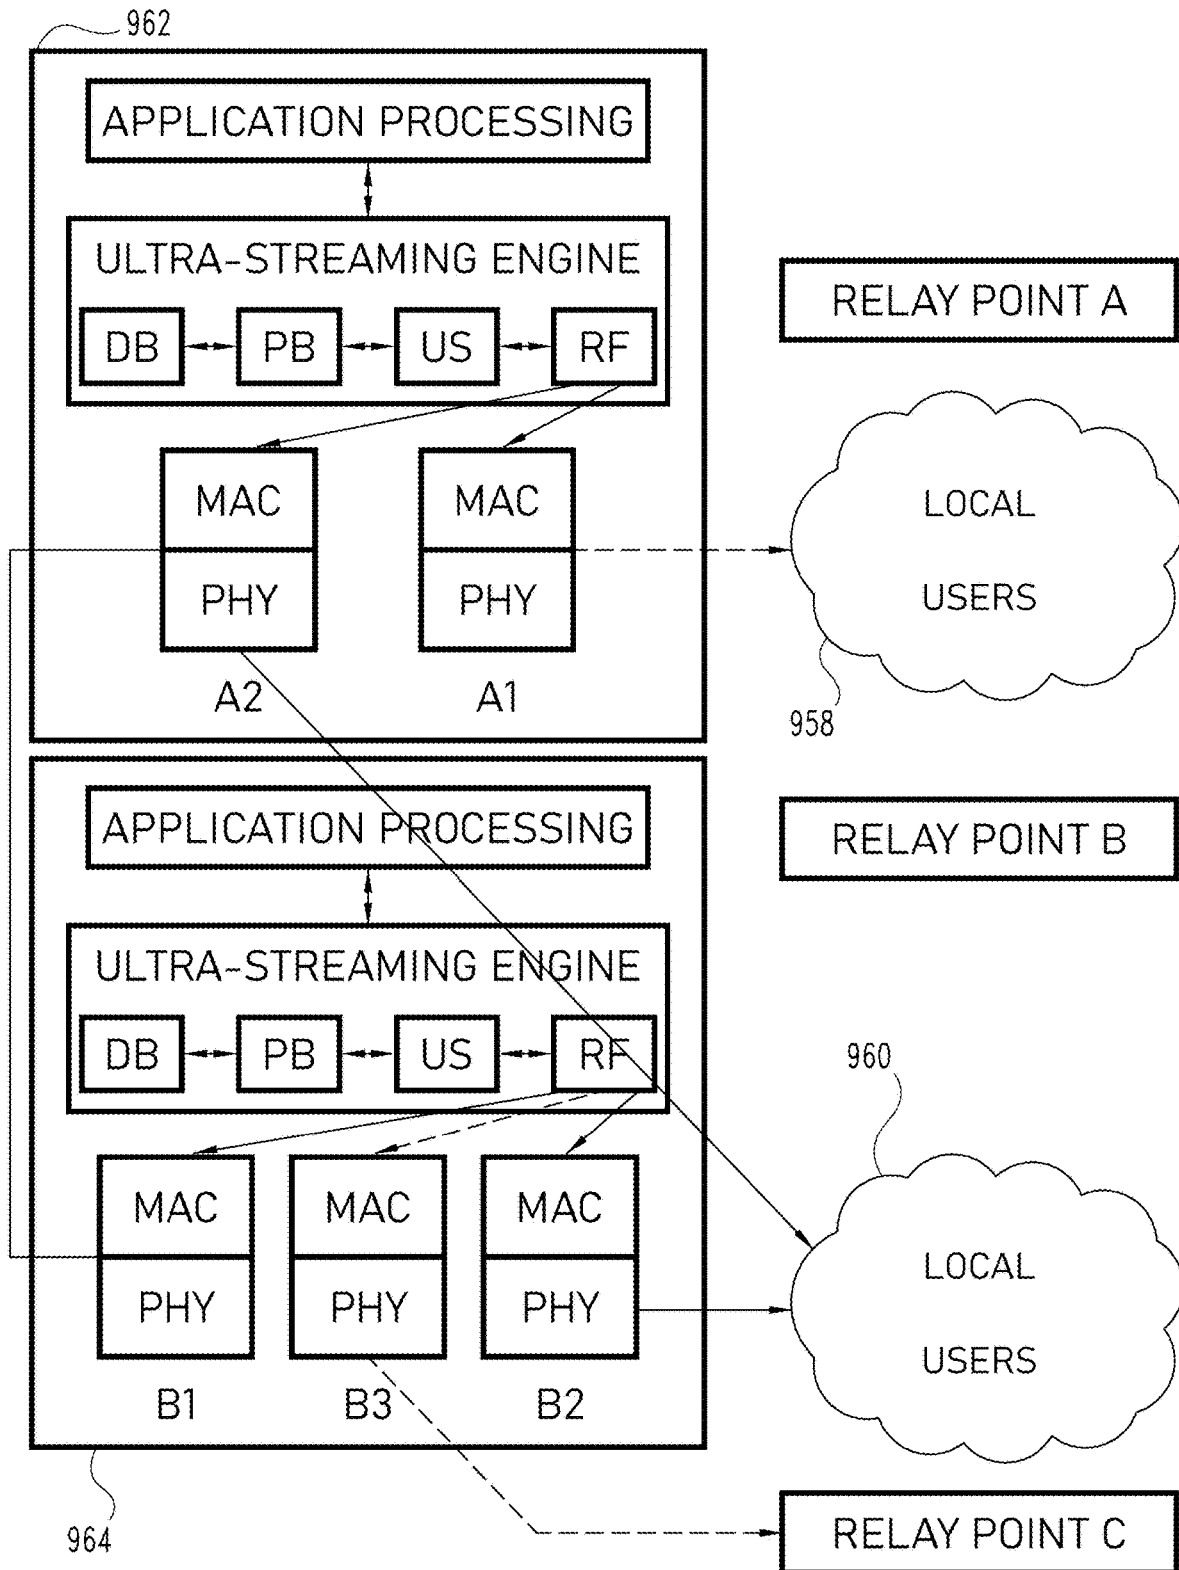 962
APPLICATION PROCESSING
ULTRA-STREAMING ENGINE
DB PB US RF
MAC MAC
PHY PHY
A2 A1
RELAY POINT A
LOCAL
USERS
958
APPLICATION PROCESSING
ULTRA-STREAMING ENGINE
DB PB US RF
MAC MAC MAC
PHY PHY PHY
B1 B3 B2
964
RELAY POINT B
960
LOCAL
USERS
RELAY POINT C